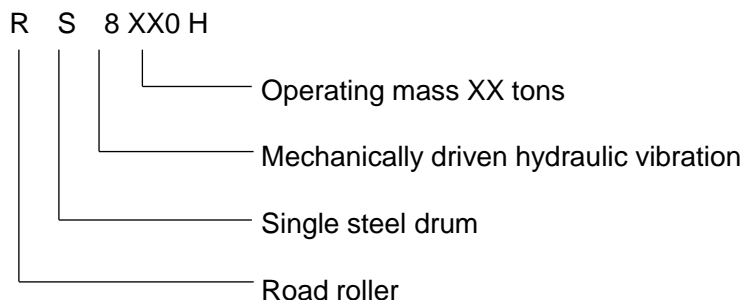 R S 8 XX0 H
Operating mass XX tons
Mechanically driven hydraulic vibration
Single steel drum
Road roller